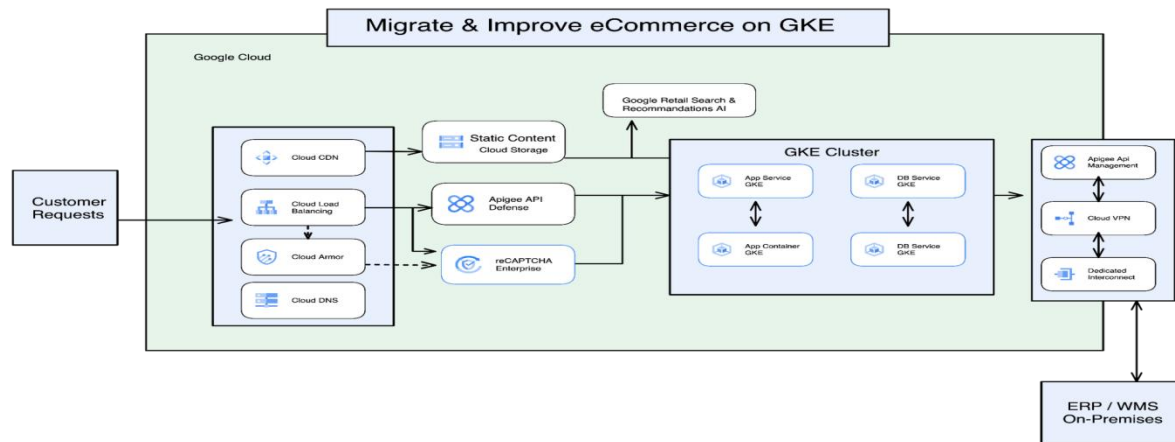 Migrate & Improve eCommerce on GKE
Google Cloud
Customer
Requests
Cloud CDN
Cloud Load
Balancing
Cloud Armor
Cloud DNS
Static Content
Cloud Storage
Apigee API
Defense
reCAPTCHA
Enterprise
Google Retail Search &
Recommandations AI
GKE Cluster
App Service
GKE
DB Service
GKE
App Container
GKE
DB Service
GKE
Apigee Api
Management
Cloud VPN
Dedicated
Interconnect
ERP / WMS
On-Premises